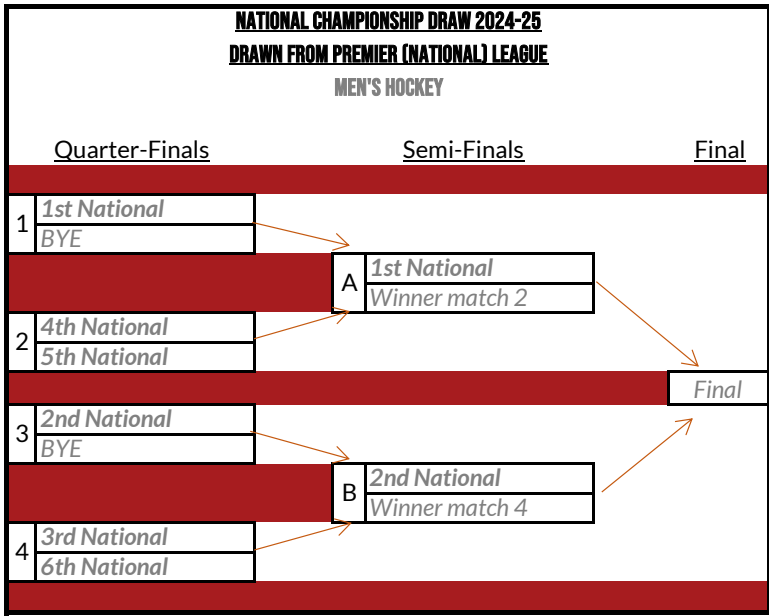 NATIONAL CHAMPIONSHIP DRAW 2024-25
DRAWN FROM PREMIER (NATIONAL) LEAGUE
MEN'S HOCKEY
Quarter-Finals Semi-Finals Final
1
1st National
BYE
A
1st National
Winner match 2
2
4th National
5th National
Final
3
2nd National
BYE
B
2nd National
Winner match 4
4
3rd National
6th National